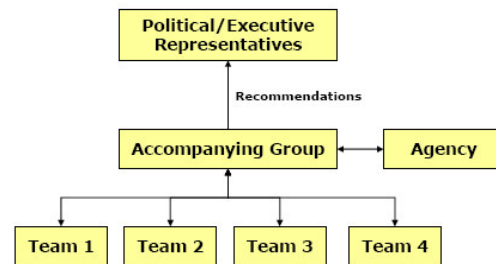 Political/Executive
Representatives
Recommendations
Accompanying Group
Agency
Team 1
Team 2
Team 3
Team 4